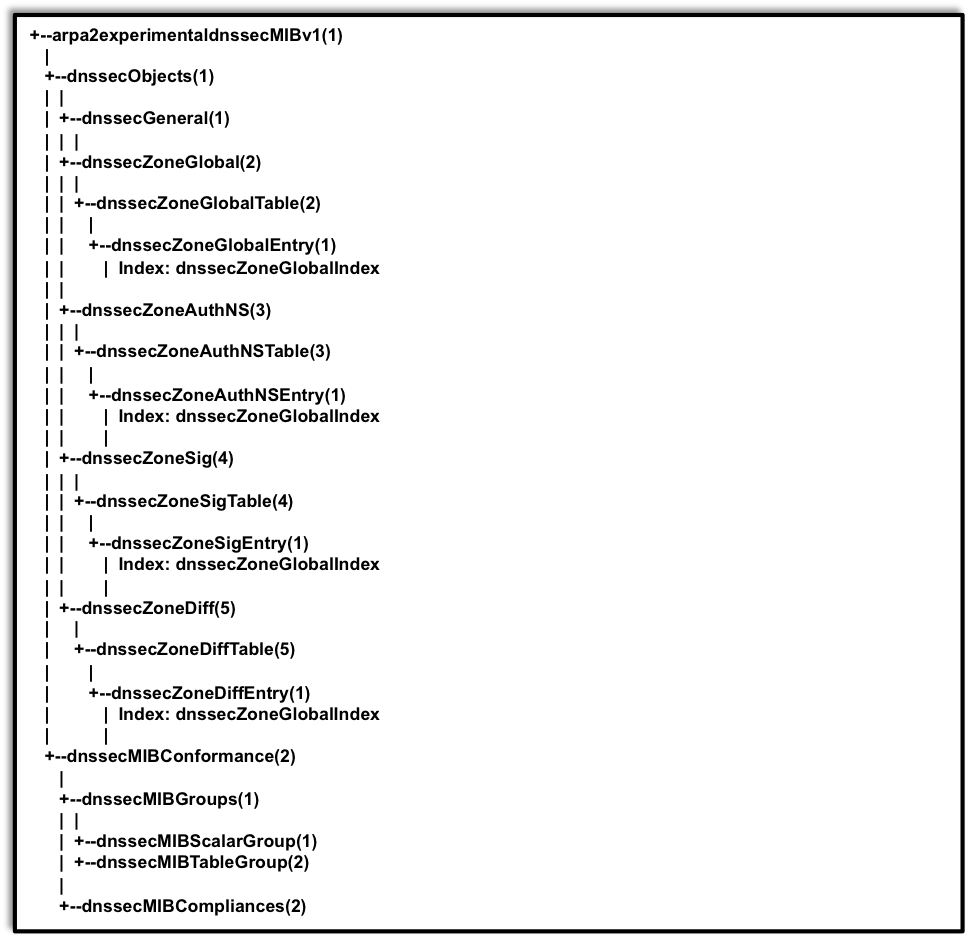 +--arpa2experimentaldnssecMIBv1(1)
   |
   +--dnssecObjects(1)
   | |
   | +--dnssecGeneral(1)
   | | |
   | +--dnssecZoneGlobal(2)
   | | |
   | | +--dnssecZoneGlobalTable(2)
   | |   |
   | |   +--dnssecZoneGlobalEntry(1)
   | |     | Index: dnssecZoneGlobalIndex
   | |
   | +--dnssecZoneAuthNS(3)
   | | |
   | | +--dnssecZoneAuthNSTable(3)
   | |   |
   | |   +--dnssecZoneAuthNSEntry(1)
   | |     | Index: dnssecZoneGlobalIndex
   | |     |
   | +--dnssecZoneSig(4)
   | | |
   | | +--dnssecZoneSigTable(4)
   | |   |
   | |   +--dnssecZoneSigEntry(1)
   | |     | Index: dnssecZoneGlobalIndex
   | |     |
   | +--dnssecZoneDiff(5)
   |   |
   |   +--dnssecZoneDiffTable(5)
   |     |
   |     +--dnssecZoneDiffEntry(1)
   |       | Index: dnssecZoneGlobalIndex
   |       |
   +--dnssecMIBConformance(2)
     |
     +--dnssecMIBGroups(1)
     | |
     | +--dnssecMIBScalarGroup(1)
     | +--dnssecMIBTableGroup(2)
     |
     +--dnssecMIBCompliances(2)